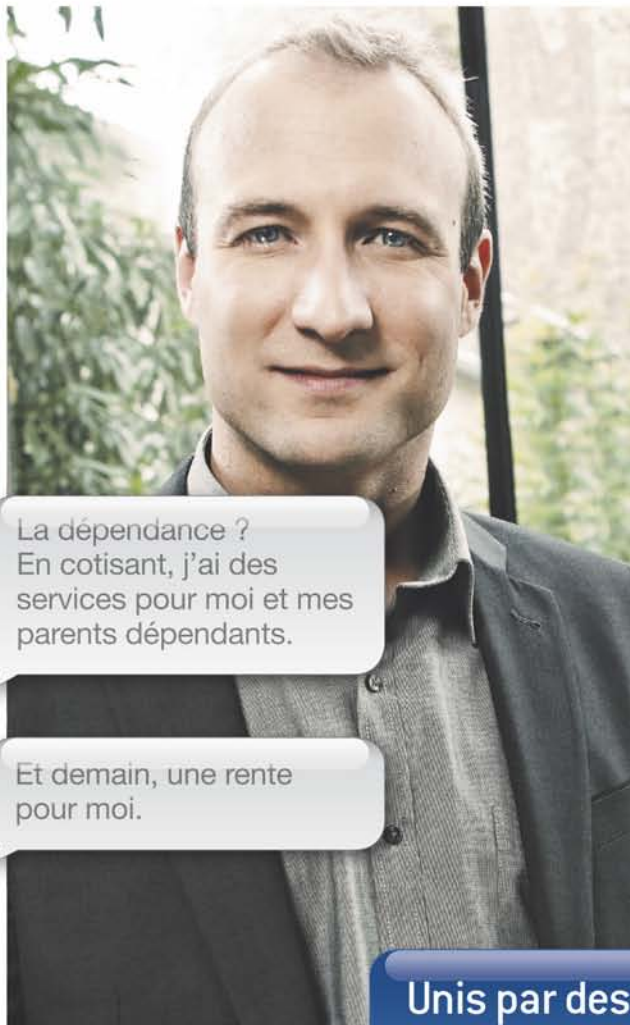 La dépendance ?
En cotisant, j'ai des
services pour moi et mes
parents dépendants.
Et demain, une rente
pour moi.
Unis par des